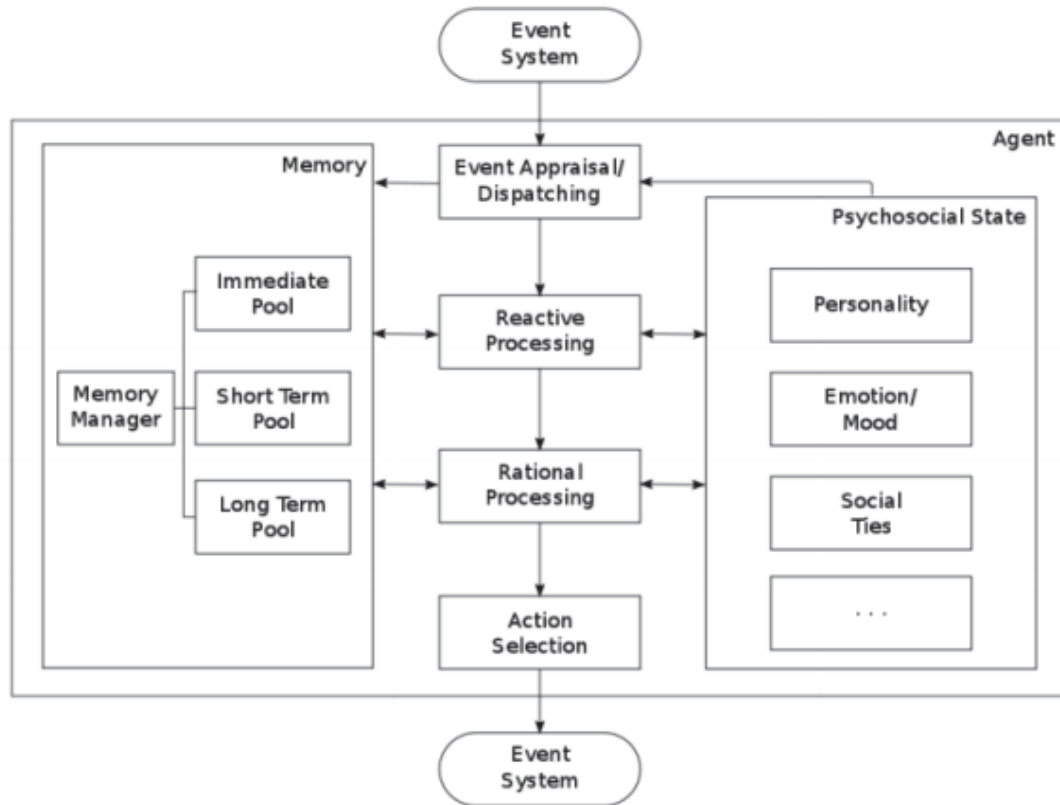 Event
System
Agent
Memory
Event Appraisal/
Dispatching
Psychosocial State
Immediate
Pool
Reactive
Processing
Personality
Memory
Manager
Short Term
Pool
Emotion/
Mood
Long Term
Pool
Rational
Processing
Social
Ties
Action
Selection
. . .
Event
System